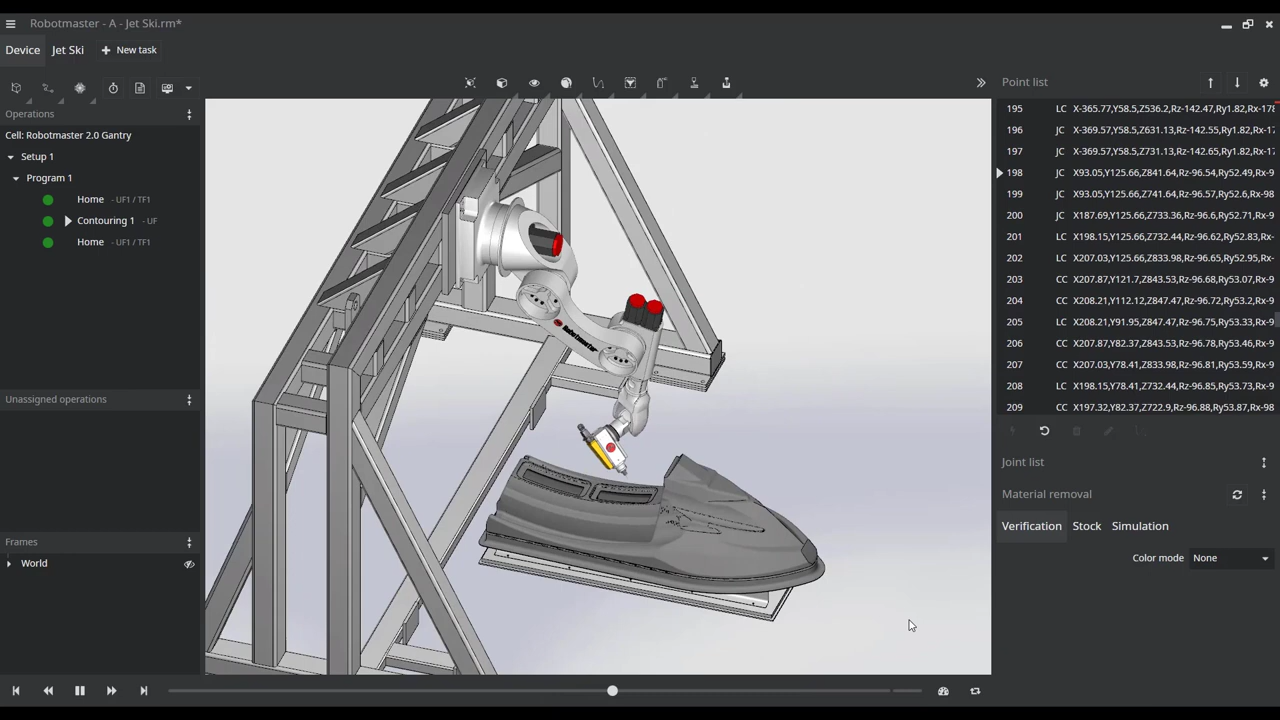 Robotmaster - A - Jet Ski.rm*
Device
Jet Ski
New task
Operations
Cell: Robotmaster 2.0 Gantry
Setup 1
Program 1
Home - UF1 / TF1
Contouring 1 - UF
Home - UF1 / TF1
Unassigned operations
Frames
World
Robotmaster
Point list
195 LC X-365.77,Y58.5,Z536.2,Rz-142.47,Ry1.82,Rx-178
196 JC X-369.57,Y58.5,Z631.13,Rz-142.55,Ry1.82,Rx-17
197 JC X-369.57,Y58.5,Z731.13,Rz-142.65,Ry1.82,Rx-17
198 JC X93.05,Y125.66,Z841.64,Rz-96.54,Ry52.49,Rx-9
199 JC X93.05,Y125.66,Z741.64,Rz-96.57,Ry52.6,Rx-98
200 JC X187.69,Y125.66,Z733.36,Rz-96.6,Ry52.71,Rx-9
201 LC X198.15,Y125.66,Z732.44,Rz-96.62,Ry52.83,Rx-9
202 LC X207.03,Y125.66,Z833.98,Rz-96.65,Ry52.95,Rx-9
203 CC X207.87,Y121.7,Z843.53,Rz-96.68,Ry53.07,Rx-9
204 CC X208.21,Y112.12,Z847.47,Rz-96.72,Ry53.2,Rx-9
205 LC X208.21,Y91.95,Z847.47,Rz-96.75,Ry53.33,Rx-9
206 CC X207.87,Y82.37,Z843.53,Rz-96.78,Ry53.46,Rx-9
207 CC X207.03,Y78.41,Z833.98,Rz-96.81,Ry53.59,Rx-9
208 LC X198.15,Y78.41,Z732.44,Rz-96.85,Ry53.73,Rx-9
209 CC X197.32,Y82.37,Z722.9,Rz-96.88,Ry53.87,Rx-98
Joint list
Material removal
Verification Stock Simulation
Color mode None